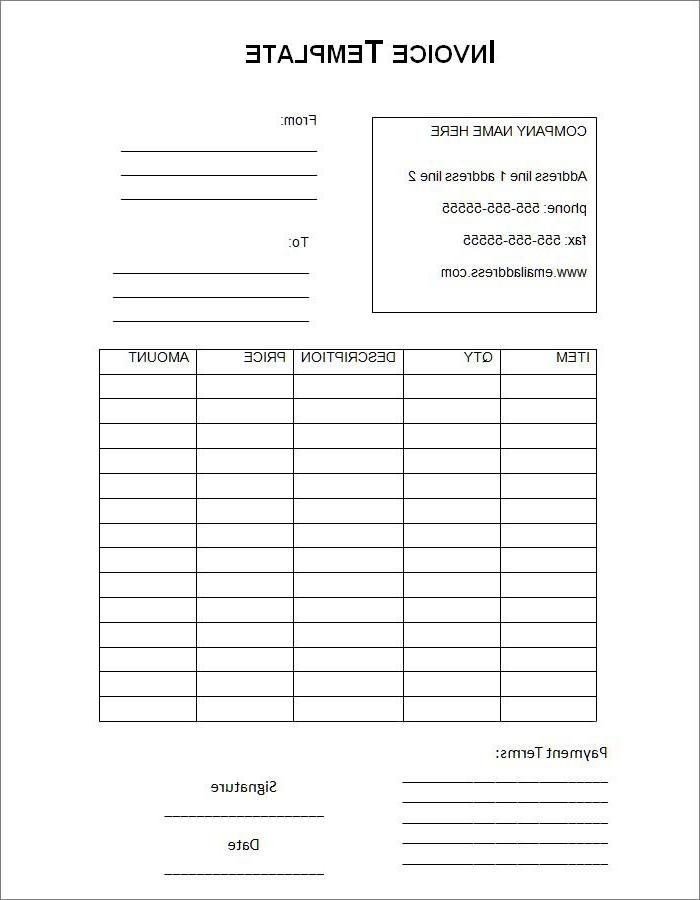 INVOICE TEMPLATE
COMPANY NAME HERE
Address line 1 address line 2
phone: 555-555-55555
fax: 555-555-55555
www.emailaddress.com
From:
To:
ITEM QTY DESCRIPTION PRICE AMOUNT
Payment Terms:
Signature
Date